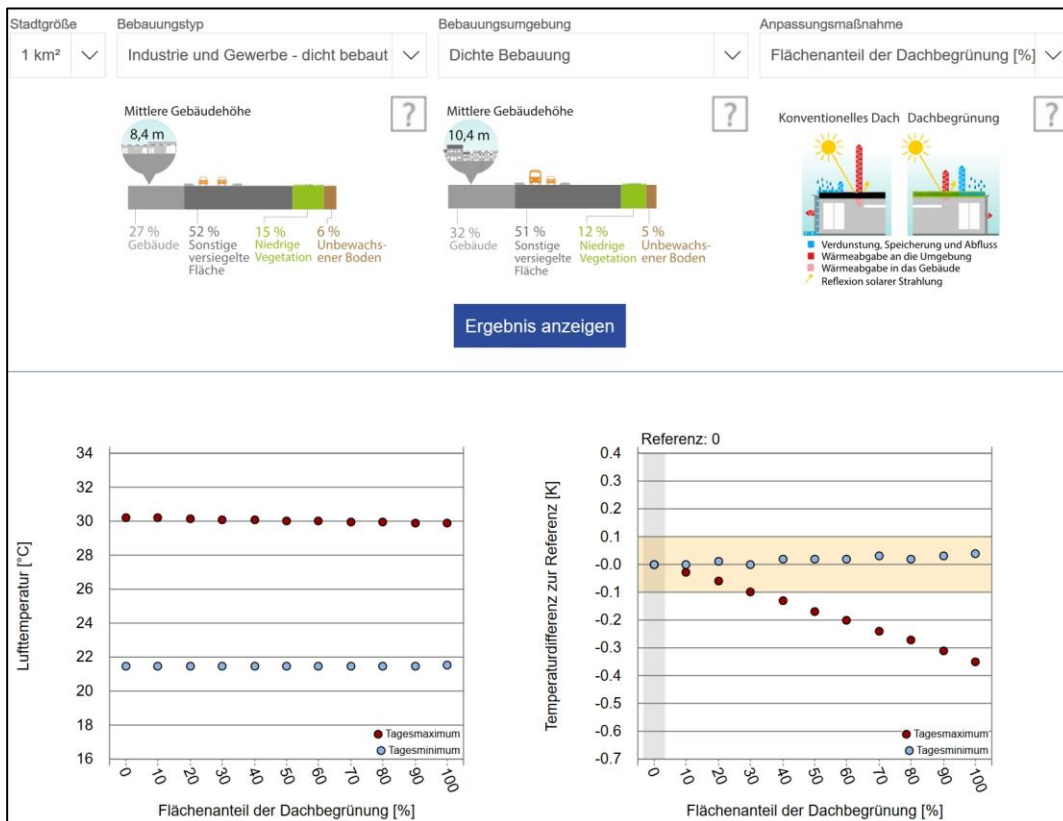 Stadtgröße
Bebauungstyp
Bebauungsumgebung
Anpassungsmaßnahme
1 km²
Industrie und Gewerbe - dicht bebaut
Dichte Bebauung
Flächenanteil der Dachbegrünung [%]
Mittlere Gebäudehöhe
?
8,4 m
27 %
Gebäude
52 %
Sonstige
versiegelte
Fläche
15 %
Niedrige
Vegetation
6 %
Unbewachs-
ener Boden
Mittlere Gebäudehöhe
?
10,4 m
32 %
Gebäude
51 %
Sonstige
versiegelte
Fläche
12 %
Niedrige
Vegetation
5 %
Unbewachs-
ener Boden
?
Konventionelles Dach
Dachbegrünung
Verdunstung, Speicherung und Abfluss
Wärmeabgabe an die Umgebung
Wärmeabgabe in das Gebäude
Reflexion solarer Strahlung
Ergebnis anzeigen
Lufttemperatur [°C]
34
32
30
28
26
24
22
20
18
16
Tagesmaximum
Tagesminimum
0
10
20
30
40
50
60
70
80
90
100
Flächenanteil der Dachbegrünung [%]
Referenz: 0
Temperaturdifferenz zur Referenz [K]
0.4
0.3
0.2
0.1
-0.0
-0.1
-0.2
-0.3
-0.4
-0.5
-0.6
-0.7
Tagesmaximum
Tagesminimum
0
10
20
30
40
50
60
70
80
90
100
Flächenanteil der Dachbegrünung [%]